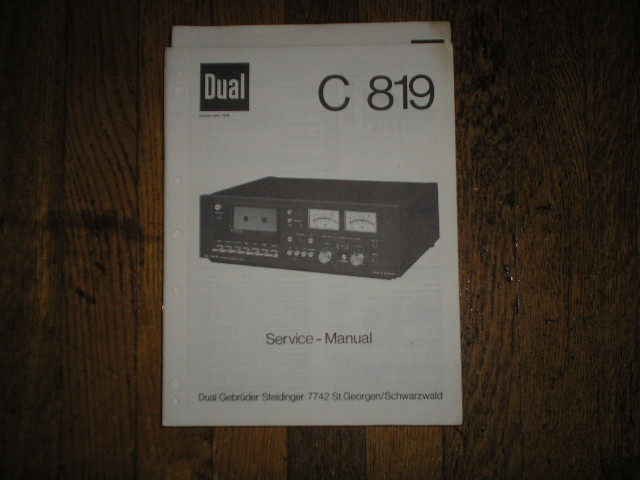 Dual
C 819
Service - Manual
Dual Gebrüder Steidinger 7742 St.Georgen/Schwarzwald